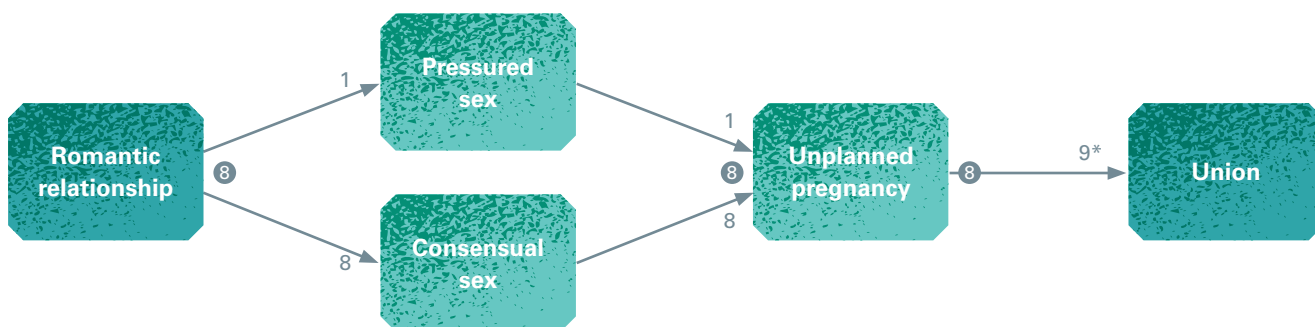 Romantic
relationship
8
1
Pressured
sex
8
Consensual
sex
1
8
8
Unplanned
pregnancy
8
9*
Union